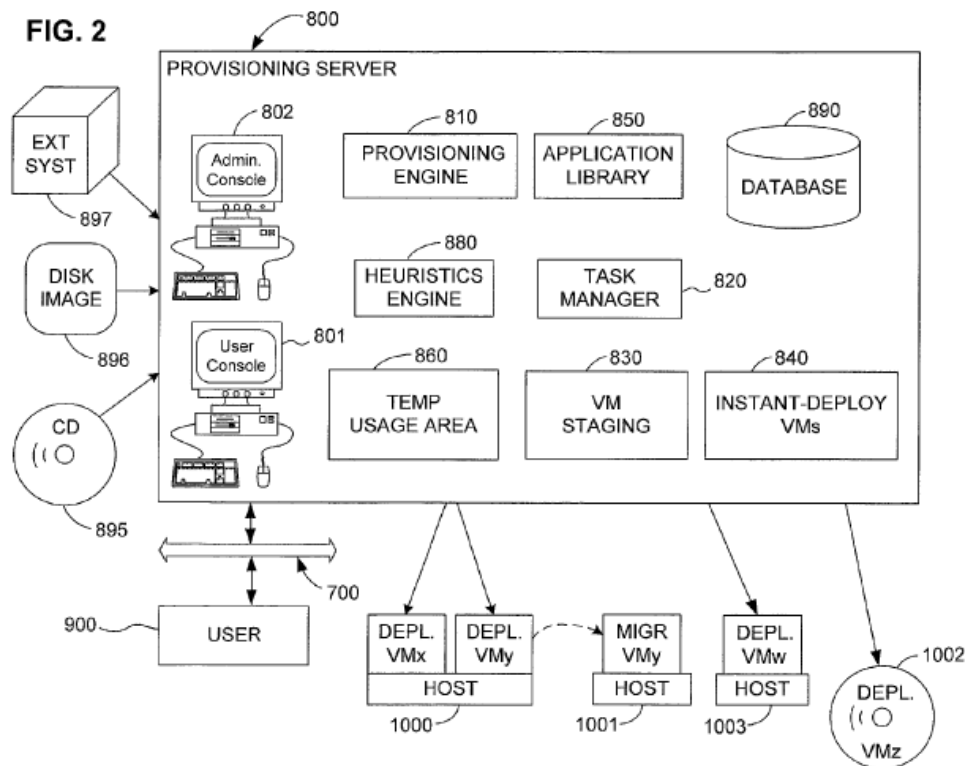 FIG. 2
800
PROVISIONING SERVER
EXT
SYST
897
802
Admin.
Console
810
PROVISIONING
ENGINE
850
APPLICATION
LIBRARY
890
DATABASE
DISK
IMAGE
896
880
HEURISTICS
ENGINE
TASK
MANAGER
820
User
Console
801
CD
895
860
TEMP
USAGE AREA
830
VM
STAGING
840
INSTANT-DEPLOY
VMs
700
900
USER
DEPL.
VMx
DEPL.
VMy
HOST
1000
MIGR
VMy
HOST
1001
DEPL.
VMw
HOST
1003
1002
DEPL.
VMz